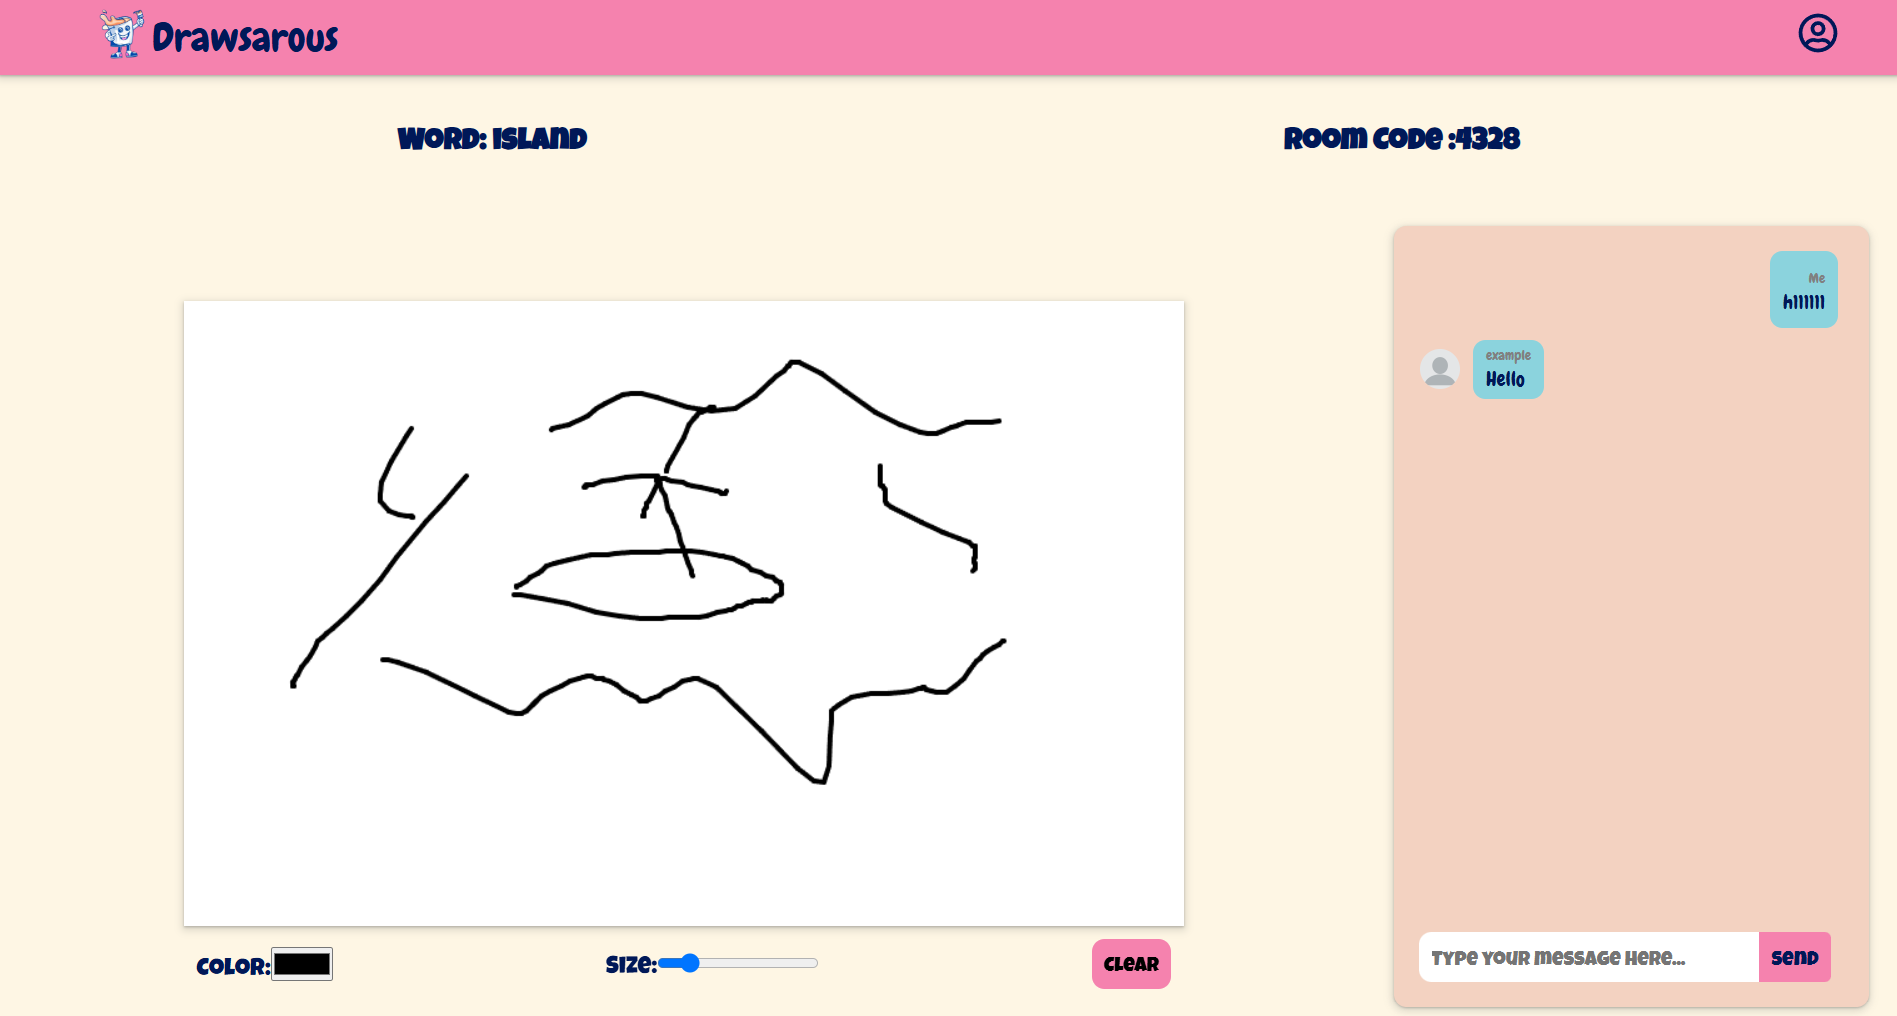 Drawsarous
Word: Island
Room Code :4328
Me
hIIIIII
example
Hello
Type your message here...
Send
Color:
Size:
Clear